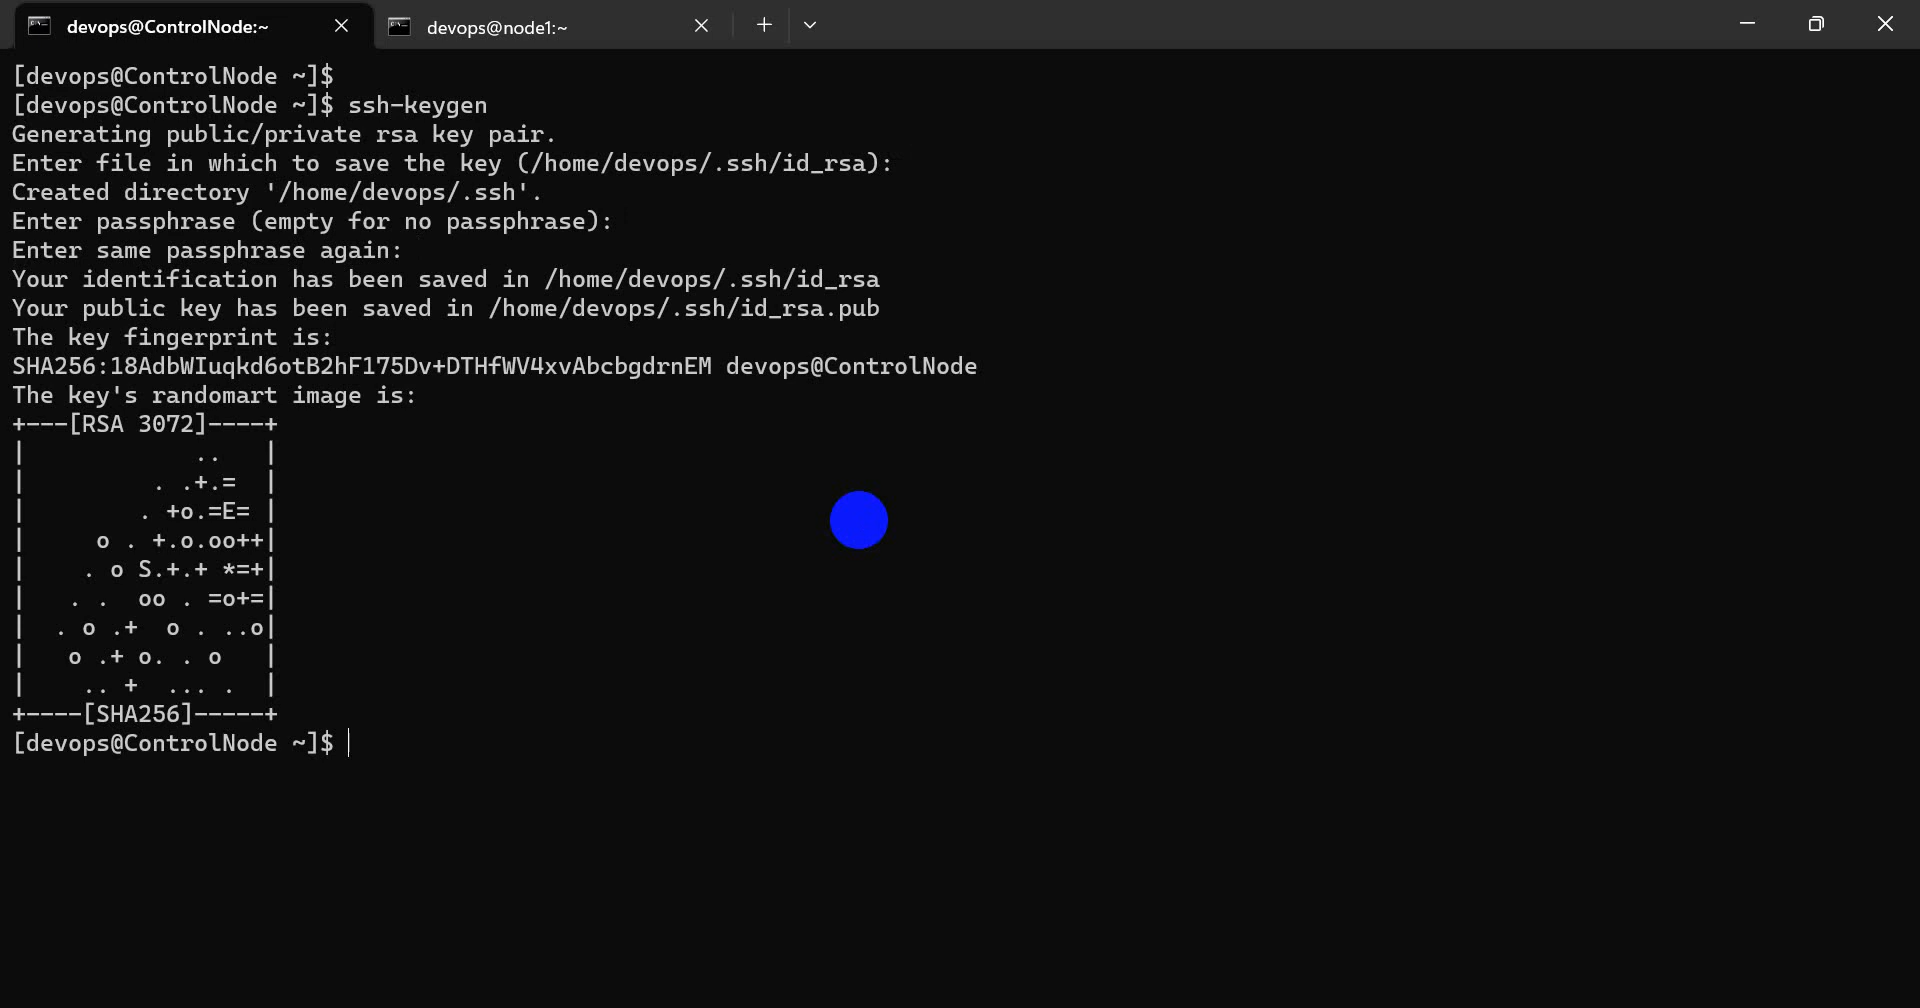 devops@ControlNode:~
devops@node1:~
[devops@ControlNode ~]$
[devops@ControlNode ~]$ ssh-keygen
Generating public/private rsa key pair.
Enter file in which to save the key (/home/devops/.ssh/id_rsa):
Created directory '/home/devops/.ssh'.
Enter passphrase (empty for no passphrase):
Enter same passphrase again:
Your identification has been saved in /home/devops/.ssh/id_rsa
Your public key has been saved in /home/devops/.ssh/id_rsa.pub
The key fingerprint is:
SHA256:18AdbWIuqkd6otB2hF175Dv+DTHfWV4xvAbcbgdrnEM devops@ControlNode
The key's randomart image is:
+---[RSA 3072]----+
|             ..   |
|          . .+.=  |
|         . +o.=E= |
|     o . +.o.oo++|
|    . o S.+.+ *=+|
|   . .  oo . =o+=|
|  . o .+  o . ..o|
|   o .+ o. . o   |
|    .. +  ... .  |
+----[SHA256]-----+
[devops@ControlNode ~]$